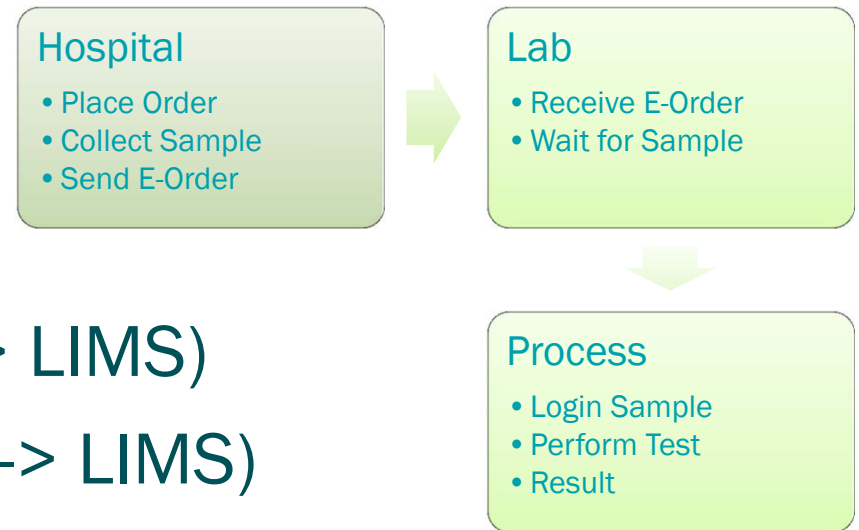 Hospital
• Place Order
• Collect Sample
• Send E-Order
Lab
• Receive E-Order
• Wait for Sample
> LIMS)
-> LIMS)
Process
• Login Sample
• Perform Test
• Result